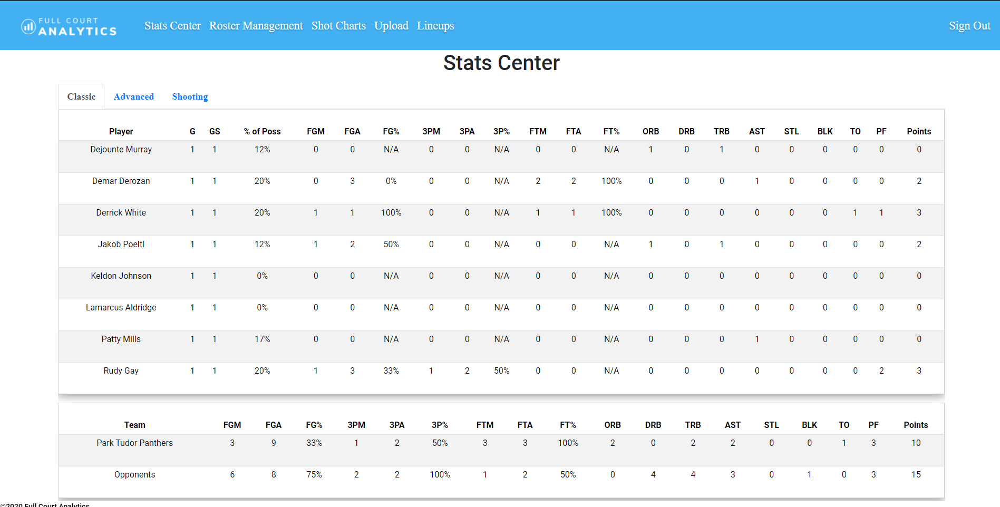 FULL COURT
ANALYTICS
Stats Center Roster Management Shot Charts Upload Lineups Sign Out
Stats Center
Classic Advanced Shooting
Player G GS % of Poss FGM FGA FG% 3PM 3PA 3P% FTM FTA FT% ORB DRB TRB AST STL BLK TO PF Points
Dejounte Murray 1 1 12% 0 0 N/A 0 0 N/A 0 0 N/A 1 0 1 0 0 0 0 0 0
Demar Derozan 1 1 20% 0 3 0% 0 0 N/A 2 2 100% 0 0 0 1 0 0 0 0 2
Derrick White 1 1 20% 1 1 100% 0 0 N/A 1 1 100% 0 0 0 0 0 0 1 1 3
Jakob Poeltl 1 1 12% 1 2 50% 0 0 N/A 0 0 N/A 1 0 1 0 0 0 0 0 2
Keldon Johnson 1 1 0% 0 0 N/A 0 0 N/A 0 0 N/A 0 0 0 0 0 0 0 0 0
Lamarcus Aldridge 1 1 0% 0 0 N/A 0 0 N/A 0 0 N/A 0 0 0 0 0 0 0 0 0
Patty Mills 1 1 17% 0 0 N/A 0 0 N/A 0 0 N/A 0 0 0 1 0 0 0 0 0
Rudy Gay 1 1 20% 1 3 33% 1 2 50% 0 0 N/A 0 0 0 0 0 0 0 2 3
Team FGM FGA FG% 3PM 3PA 3P% FTM FTA FT% ORB DRB TRB AST STL BLK TO PF Points
Park Tudor Panthers 3 9 33% 1 2 50% 3 3 100% 2 0 2 2 0 0 1 3 10
Opponents 6 8 75% 2 2 100% 1 2 50% 0 4 4 3 0 1 0 3 15
©2020 Full Court Analytics